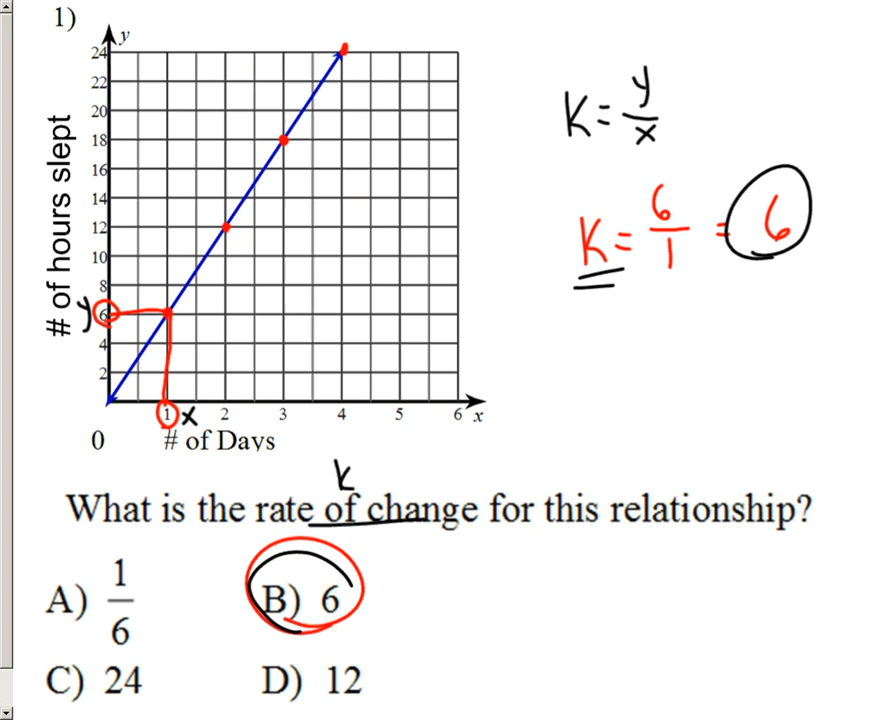 1)
y
24
22
20
18
16
14
12
10
8
6
4
2
# of hours slept
y
1 2 3 4 5 6 x
x
0 # of Days
K = y/x
K = 6/1 = 6
k
What is the rate of change for this relationship?
A) 1/6 B) 6
C) 24 D) 12